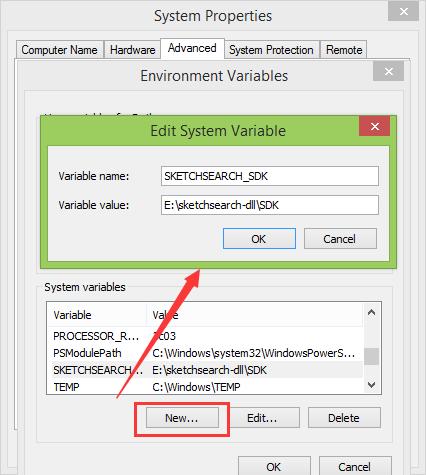 System Properties
Computer Name Hardware Advanced System Protection Remote
Environment Variables
Edit System Variable
Variable name: SKETCHSEARCH_SDK
Variable value: E:\sketchsearch-dll\SDK
OK Cancel
System variables
Variable Value
PROCESSOR_R... 3c03
PSModulePath C:\Windows\system32\WindowsPowerS...
SKETCHSEARCH... E:\sketchsearch-dll\SDK
TEMP C:\Windows\TEMP
New... Edit... Delete
OK Cancel